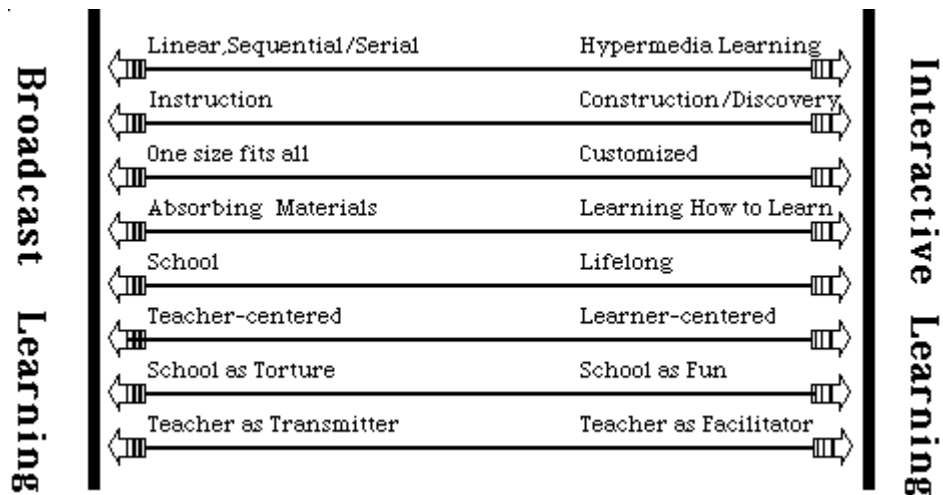 Broadcast Learning
Linear,Sequential/Serial Hypermedia Learning
Instruction Construction/Discovery
One size fits all Customized
Absorbing Materials Learning How to Learn
School Lifelong
Teacher-centered Learner-centered
School as Torture School as Fun
Teacher as Transmitter Teacher as Facilitator
Interactive Learning